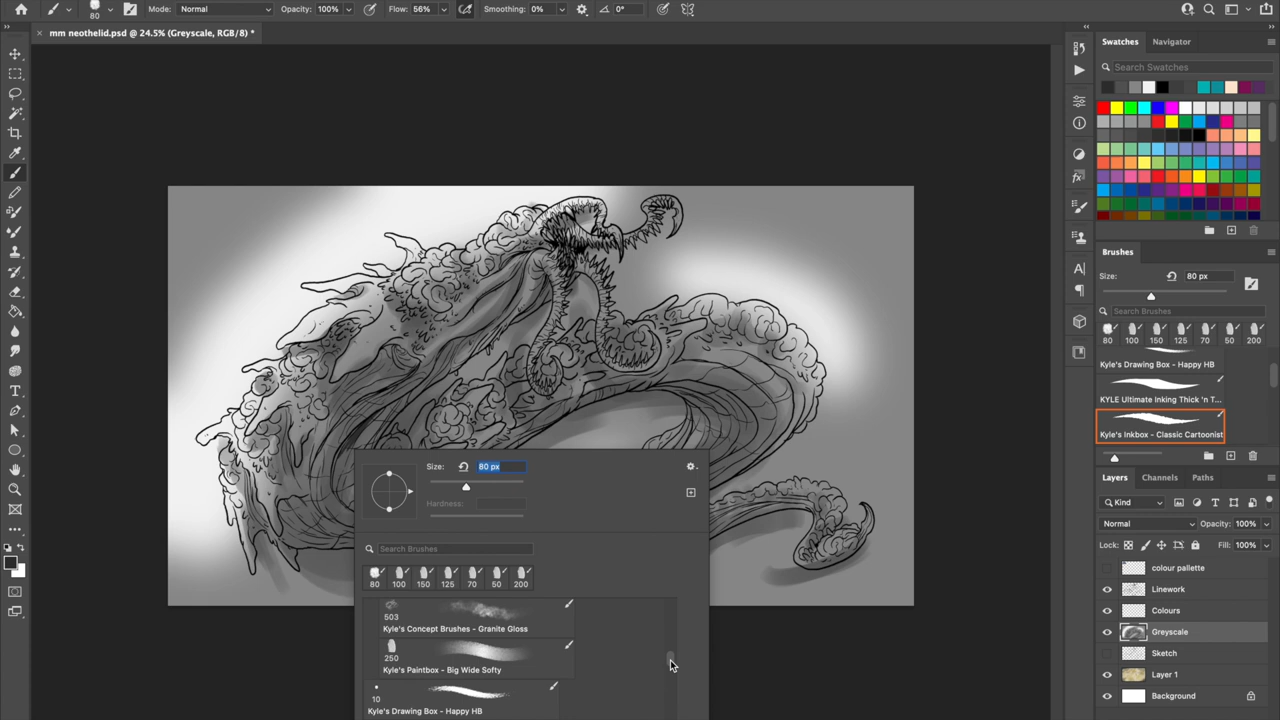 80
Mode: Normal
Opacity: 100%
Flow: 56%
Smoothing: 0%
0°
mm neothelid.psd @ 24.5% (Greyscale, RGB/8) *
Swatches
Navigator
Search Swatches
Brushes
Size:
80 px
Search Brushes
80 100 150 125 70 50 200
Kyle's Drawing Box - Happy HB
KYLE Ultimate Inking Thick 'n T...
Kyle's Inkbox - Classic Cartoonist
Layers
Channels
Paths
Kind
Normal
Opacity: 100%
Lock:
Fill: 100%
colour pallette
Linework
Colours
Greyscale
Sketch
Layer 1
Background
Size:
80 px
Hardness:
Search Brushes
80 100 150 125 70 50 200
503
Kyle's Concept Brushes - Granite Gloss
250
Kyle's Paintbox - Big Wide Softy
10
Kyle's Drawing Box - Happy HB